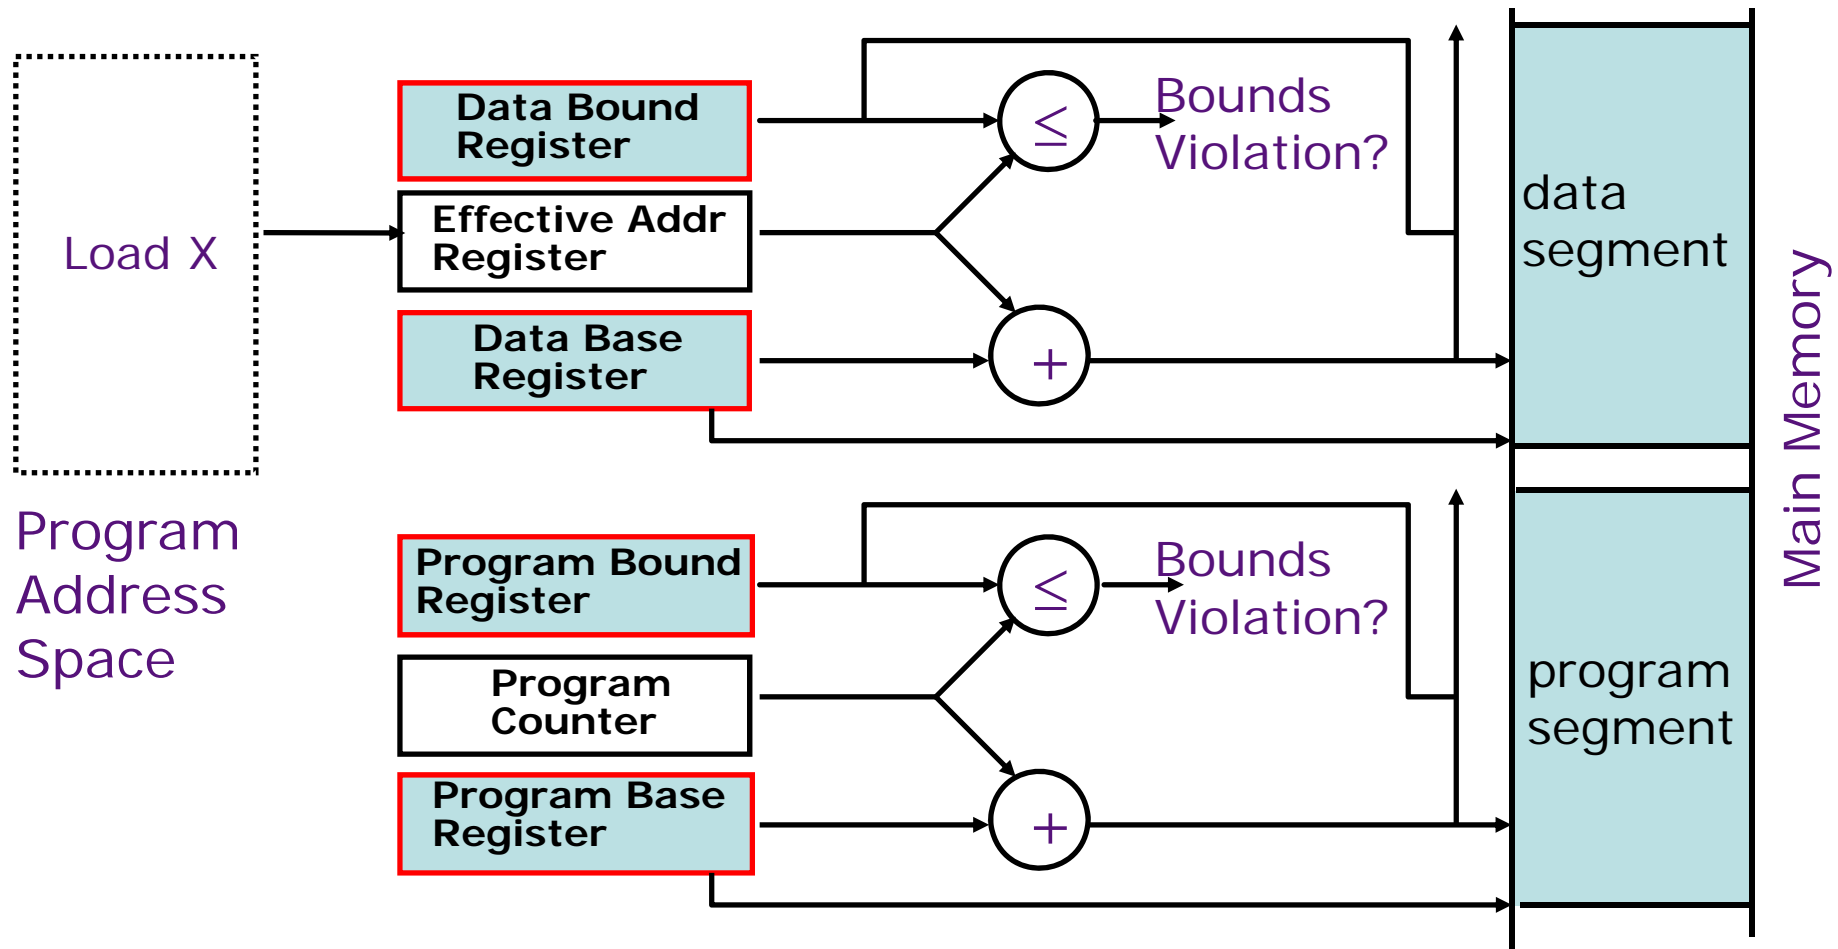 Load X
Program
Address
Space
Data Bound
Register
Effective Addr
Register
Data Base
Register
≤
Bounds
Violation?
+
data
segment
Program Bound
Register
Program
Counter
Program Base
Register
≤
Bounds
Violation?
+
program
segment
Main Memory